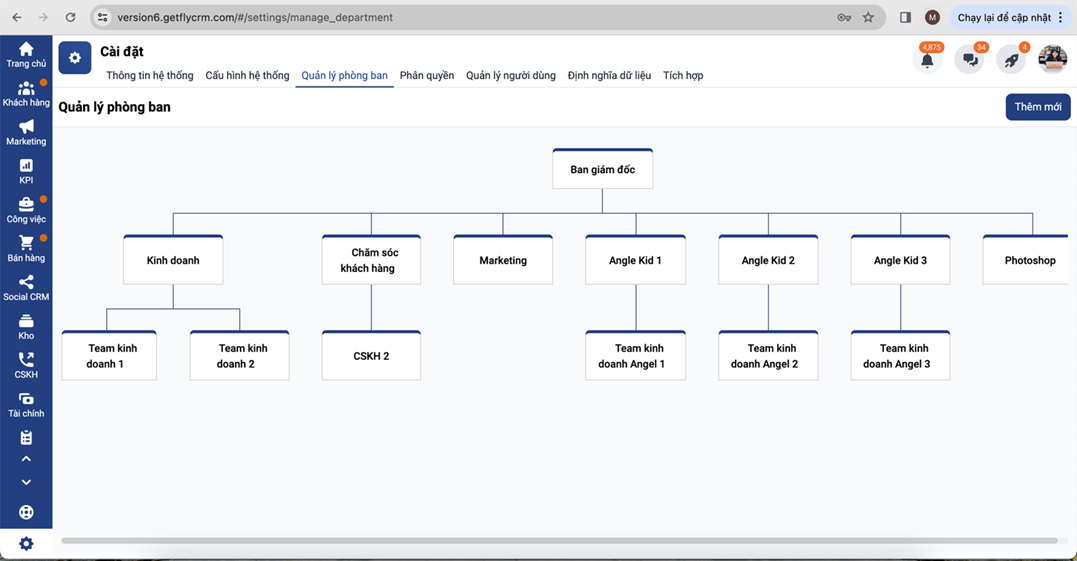 version6.getflycrm.com/#/settings/manage_department
M
Chạy lại để cập nhật
Trang chủ
Khách hàng
Marketing
KPI
Công việc
Bán hàng
Social CRM
Kho
CSKH
Tài chính
Cài đặt
Thông tin hệ thống
Cấu hình hệ thống
Quản lý phòng ban
Phân quyền
Quản lý người dùng
Định nghĩa dữ liệu
Tích hợp
4,875
34
4
Quản lý phòng ban
Thêm mới
Ban giám đốc
Kinh doanh
Chăm sóc
khách hàng
Marketing
Angle Kid 1
Angle Kid 2
Angle Kid 3
Photoshop
Team kinh
doanh 1
Team kinh
doanh 2
CSKH 2
Team kinh
doanh Angel 1
Team kinh
doanh Angel 2
Team kinh
doanh Angel 3